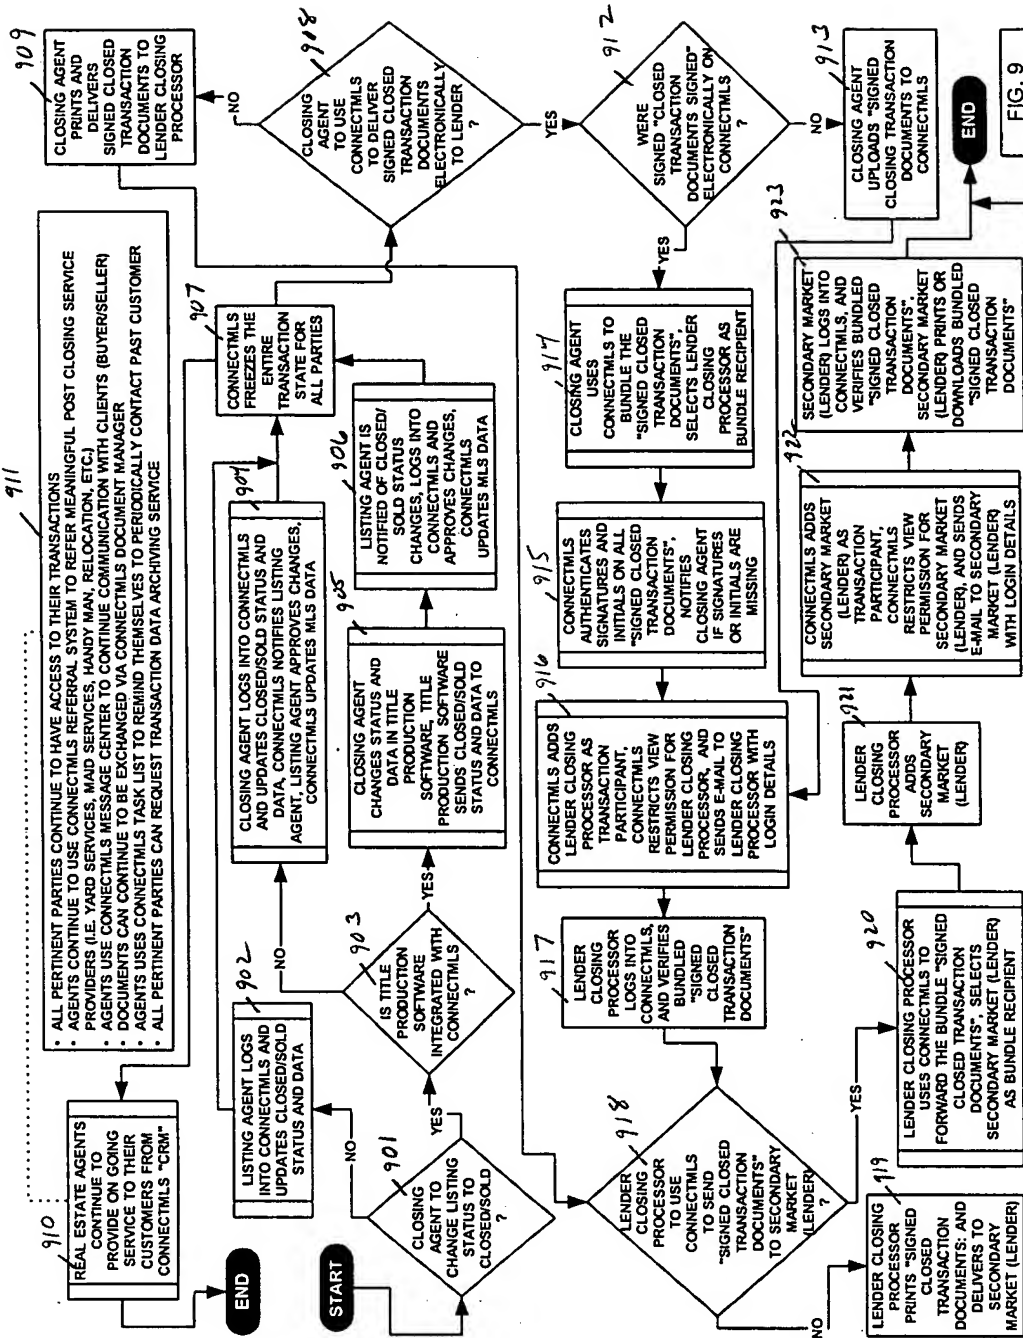 911
• ALL PERTINENT PARTIES CONTINUE TO HAVE ACCESS TO THEIR TRANSACTIONS
• AGENTS CONTINUE TO USE CONNECTMLS REFERRAL SYSTEM TO REFER MEANINGFUL POST CLOSING SERVICE
PROVIDERS (I.E. YARD SERVICES, MAID SERVICES, HANDY MAN, RELOCATION, ETC.)
• AGENTS USE CONNECTMLS MESSAGE CENTER TO CONTINUE COMMUNICATION WITH CLIENTS (BUYER/SELLER)
• DOCUMENTS CAN CONTINUE TO BE EXCHANGED VIA CONNECTMLS DOCUMENT MANAGER
• AGENTS USES CONNECTMLS TASK LIST TO REMIND THEMSELVES TO PERIODICALLY CONTACT PAST CUSTOMER
• ALL PERTINENT PARTIES CAN REQUEST TRANSACTION DATA ARCHIVING SERVICE
910
REAL ESTATE AGENTS
CONTINUE TO
PROVIDE ON GOING
SERVICE TO THEIR
CUSTOMERS FROM
CONNECTMLS "CRM"
END
START
901
CLOSING
AGENT TO
CHANGE LISTING
STATUS TO
CLOSED/SOLD
?
NO
YES
902
LISTING AGENT LOGS
INTO CONNECTMLS AND
UPDATES CLOSED/SOLD
STATUS AND DATA
903
IS TITLE
PRODUCTION
SOFTWARE
INTEGRATED WITH
CONNECTMLS
?
NO
YES
904
CLOSING AGENT LOGS INTO CONNECTMLS
AND UPDATES CLOSED/SOLD STATUS AND
DATA, CONNECTMLS NOTIFIES LISTING
AGENT, LISTING AGENT APPROVES CHANGES,
CONNECTMLS UPDATES MLS DATA
905
CLOSING AGENT
CHANGES STATUS AND
DATA IN TITLE
PRODUCTION
SOFTWARE, TITLE
PRODUCTION SOFTWARE
SENDS CLOSED/SOLD
STATUS AND DATA TO
CONNECTMLS
906
LISTING AGENT IS
NOTIFIED OF CLOSED/
SOLD STATUS
CHANGES, LOGS INTO
CONNECTMLS AND
APPROVES CHANGES,
CONNECTMLS
UPDATES MLS DATA
907
CONNECTMLS
FREEZES THE
ENTIRE
TRANSACTION
STATE FOR
ALL PARTIES
908
CLOSING
AGENT
TO USE
CONNECTMLS
TO DELIVER
SIGNED CLOSED
TRANSACTION
DOCUMENTS
ELECTRONICALLY
TO LENDER
?
NO
YES
909
CLOSING AGENT
PRINTS AND
DELIVERS
SIGNED CLOSED
TRANSACTION
DOCUMENTS TO
LENDER CLOSING
PROCESSOR
912
WERE
SIGNED "CLOSED
TRANSACTION
DOCUMENTS SIGNED"
ELECTRONICALLY ON
CONNECTMLS
?
YES
NO
913
CLOSING AGENT
UPLOADS "SIGNED
CLOSING TRANSACTION
DOCUMENTS TO
CONNECTMLS
914
CLOSING AGENT
USES
CONNECTMLS TO
BUNDLE THE
"SIGNED CLOSED
TRANSACTION
DOCUMENTS",
SELECTS LENDER
CLOSING
PROCESSOR AS
BUNDLE RECIPIENT
915
CONNECTMLS
AUTHENTICATES
SIGNATURES AND
INITIALS ON ALL
"SIGNED CLOSED
TRANSACTION
DOCUMENTS",
NOTIFIES
CLOSING AGENT
IF SIGNATURES
OR INITIALS ARE
MISSING
916
CONNECTMLS ADDS
LENDER CLOSING
PROCESSOR AS
TRANSACTION
PARTICIPANT,
CONNECTMLS
RESTRICTS VIEW
PERMISSION FOR
LENDER CLOSING
PROCESSOR, AND
SENDS E-MAIL TO
LENDER CLOSING
PROCESSOR WITH
LOGIN DETAILS
917
LENDER
CLOSING
PROCESSOR
LOGS INTO
CONNECTMLS,
AND VERIFIES
BUNDLED
"SIGNED
CLOSED
TRANSACTION
DOCUMENTS"
918
LENDER
CLOSING
PROCESSOR
TO USE
CONNECTMLS
TO SEND
"SIGNED CLOSED
TRANSACTION
DOCUMENTS"
TO SECONDARY
MARKET
(LENDER)
?
NO
YES
919
LENDER CLOSING
PROCESSOR
PRINTS "SIGNED
CLOSED
TRANSACTION
DOCUMENTS: AND
DELIVERS TO
SECONDARY
MARKET (LENDER)
920
LENDER CLOSING PROCESSOR
USES CONNECTMLS TO
FORWARD THE BUNDLE "SIGNED
CLOSED TRANSACTION
DOCUMENTS", SELECTS
SECONDARY MARKET (LENDER)
AS BUNDLE RECIPIENT
921
LENDER
CLOSING
PROCESSOR
ADDS
SECONDARY
MARKET
(LENDER)
922
CONNECTMLS ADDS
SECONDARY MARKET
(LENDER) AS
TRANSACTION
PARTICIPANT,
CONNECTMLS
RESTRICTS VIEW
PERMISSION FOR
SECONDARY MARKET
(LENDER), AND SENDS
E-MAIL TO SECONDARY
MARKET (LENDER)
WITH LOGIN DETAILS
923
SECONDARY MARKET
(LENDER) LOGS INTO
CONNECTMLS, AND
VERIFIES BUNDLED
"SIGNED CLOSED
TRANSACTION
DOCUMENTS",
SECONDARY MARKET
(LENDER) PRINTS OR
DOWNLOADS BUNDLED
"SIGNED CLOSED
TRANSACTION
DOCUMENTS"
END
FIG. 9